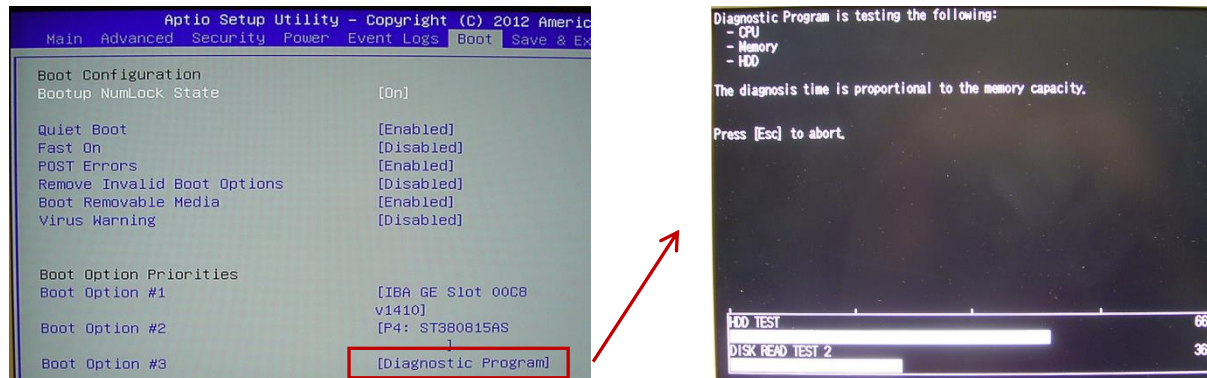 Aptio Setup Utility – Copyright (C) 2012 Americ
Main Advanced Security Power Event Logs Boot Save & Ex
Boot Configuration
Bootup NumLock State [On]
Quiet Boot [Enabled]
Fast On [Disabled]
POST Errors [Enabled]
Remove Invalid Boot Options [Disabled]
Boot Removable Media [Enabled]
Virus Warning [Disabled]
Boot Option Priorities
Boot Option #1 [IBA GE Slot 00C8
v1410]
Boot Option #2 [P4: ST380815AS
]
Boot Option #3 [Diagnostic Program]
Diagnostic Program is testing the following:
- CPU
- Memory
- HDD
The diagnosis time is proportional to the memory capacity.
Press [Esc] to abort.
HDD TEST 66
DISK READ TEST 2 36